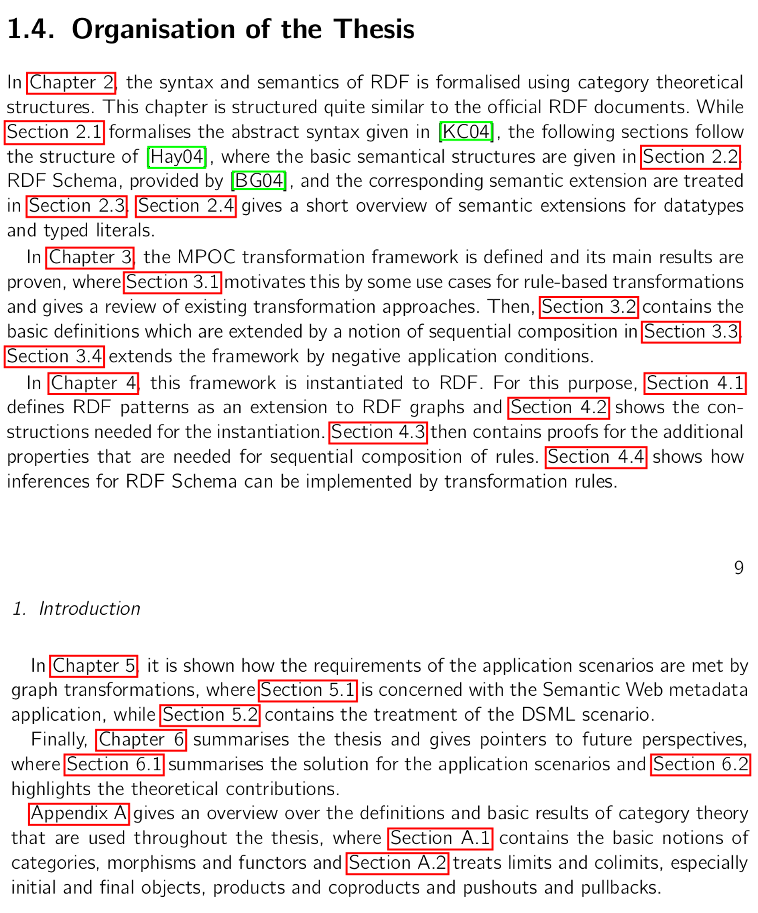 1.4. Organisation of the Thesis
In Chapter 2, the syntax and semantics of RDF is formalised using category theoretical
structures. This chapter is structured quite similar to the official RDF documents. While
Section 2.1 formalises the abstract syntax given in [KC04], the following sections follow
the structure of [Hay04], where the basic semantical structures are given in Section 2.2.
RDF Schema, provided by [BG04], and the corresponding semantic extension are treated
in Section 2.3. Section 2.4 gives a short overview of semantic extensions for datatypes
and typed literals.
In Chapter 3, the MPOC transformation framework is defined and its main results are
proven, where Section 3.1 motivates this by some use cases for rule-based transformations
and gives a review of existing transformation approaches. Then, Section 3.2 contains the
basic definitions which are extended by a notion of sequential composition in Section 3.3.
Section 3.4 extends the framework by negative application conditions.
In Chapter 4, this framework is instantiated to RDF. For this purpose, Section 4.1
defines RDF patterns as an extension to RDF graphs and Section 4.2 shows the con-
structions needed for the instantiation. Section 4.3 then contains proofs for the additional
properties that are needed for sequential composition of rules. Section 4.4 shows how
inferences for RDF Schema can be implemented by transformation rules.
9
1. Introduction
In Chapter 5, it is shown how the requirements of the application scenarios are met by
graph transformations, where Section 5.1 is concerned with the Semantic Web metadata
application, while Section 5.2 contains the treatment of the DSML scenario.
Finally, Chapter 6 summarises the thesis and gives pointers to future perspectives,
where Section 6.1 summarises the solution for the application scenarios and Section 6.2
highlights the theoretical contributions.
Appendix A gives an overview over the definitions and basic results of category theory
that are used throughout the thesis, where Section A.1 contains the basic notions of
categories, morphisms and functors and Section A.2 treats limits and colimits, especially
initial and final objects, products and coproducts and pushouts and pullbacks.